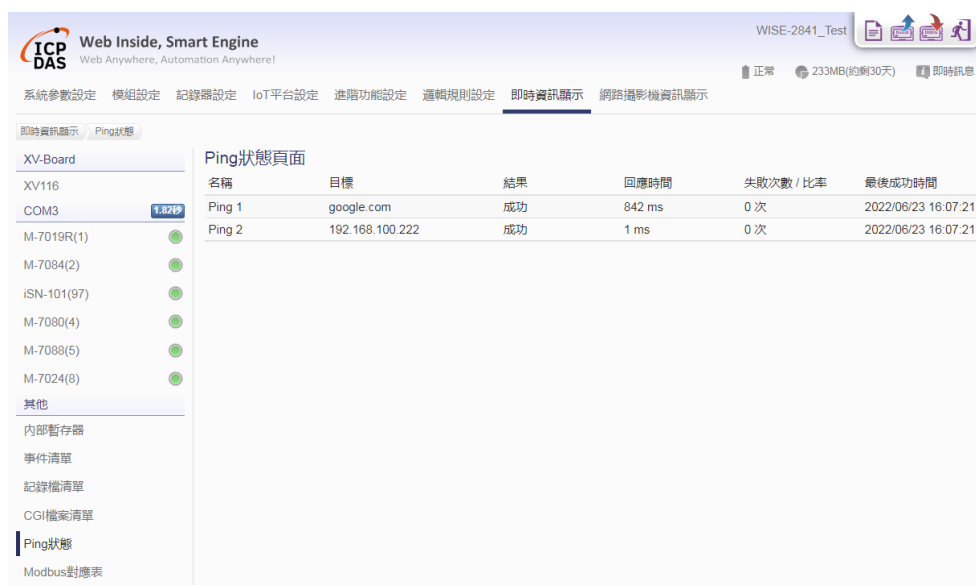 WISE-2841_Test
ICP DAS
Web Inside, Smart Engine
Web Anywhere, Automation Anywhere!
正常 233MB(約剩30天) 即時訊息
系統參數設定 模組設定 記錄器設定 IoT平台設定 進階功能設定 邏輯規則設定 即時資訊顯示 網路攝影機資訊顯示
即時資訊顯示 Ping狀態
XV-Board
XV116
COM3 1.82秒
M-7019R(1)
M-7084(2)
iSN-101(97)
M-7080(4)
M-7088(5)
M-7024(8)
其他
內部暫存器
事件清單
記錄檔清單
CGI檔案清單
Ping狀態
Modbus對應表
Ping狀態頁面
名稱 目標 結果 回應時間 失敗次數 / 比率 最後成功時間
Ping 1 google.com 成功 842 ms 0 次 2022/06/23 16:07:21
Ping 2 192.168.100.222 成功 1 ms 0 次 2022/06/23 16:07:21